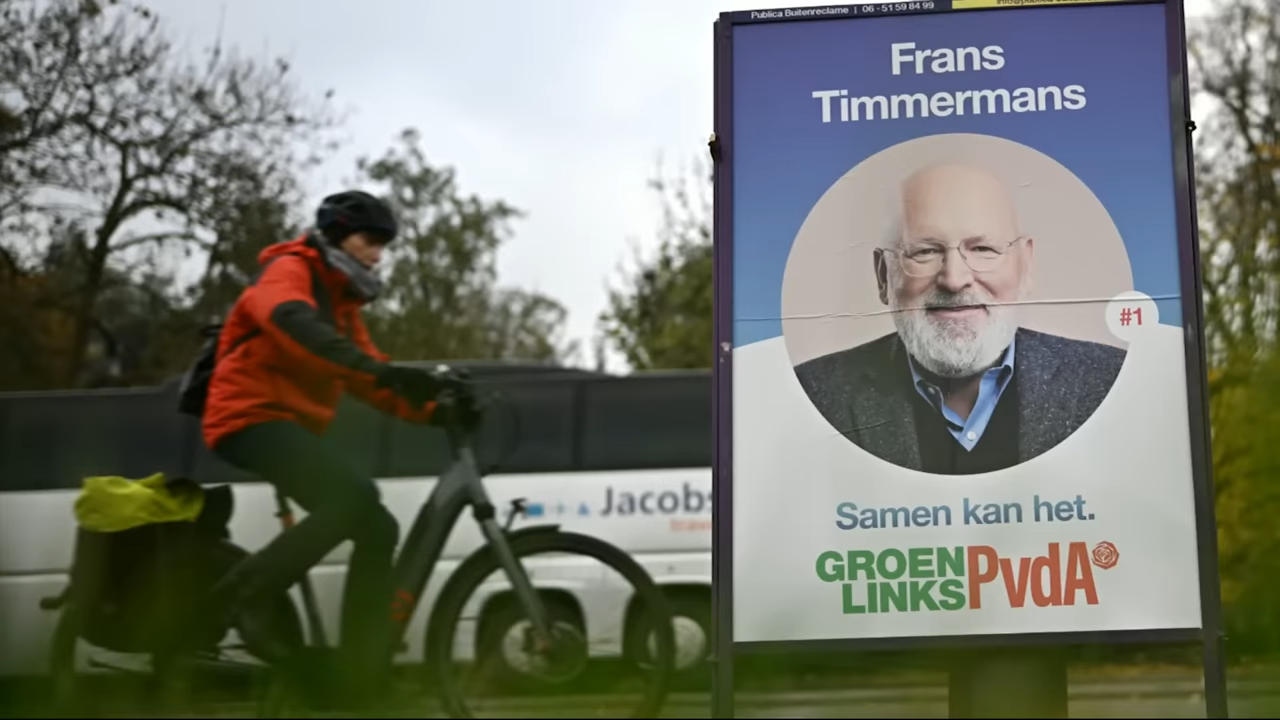 Publica Buitenreclame | 06 - 51 59 84 99
Frans
Timmermans
#1
Samen kan het.
GROEN
LINKS
PvdA
Jacobs